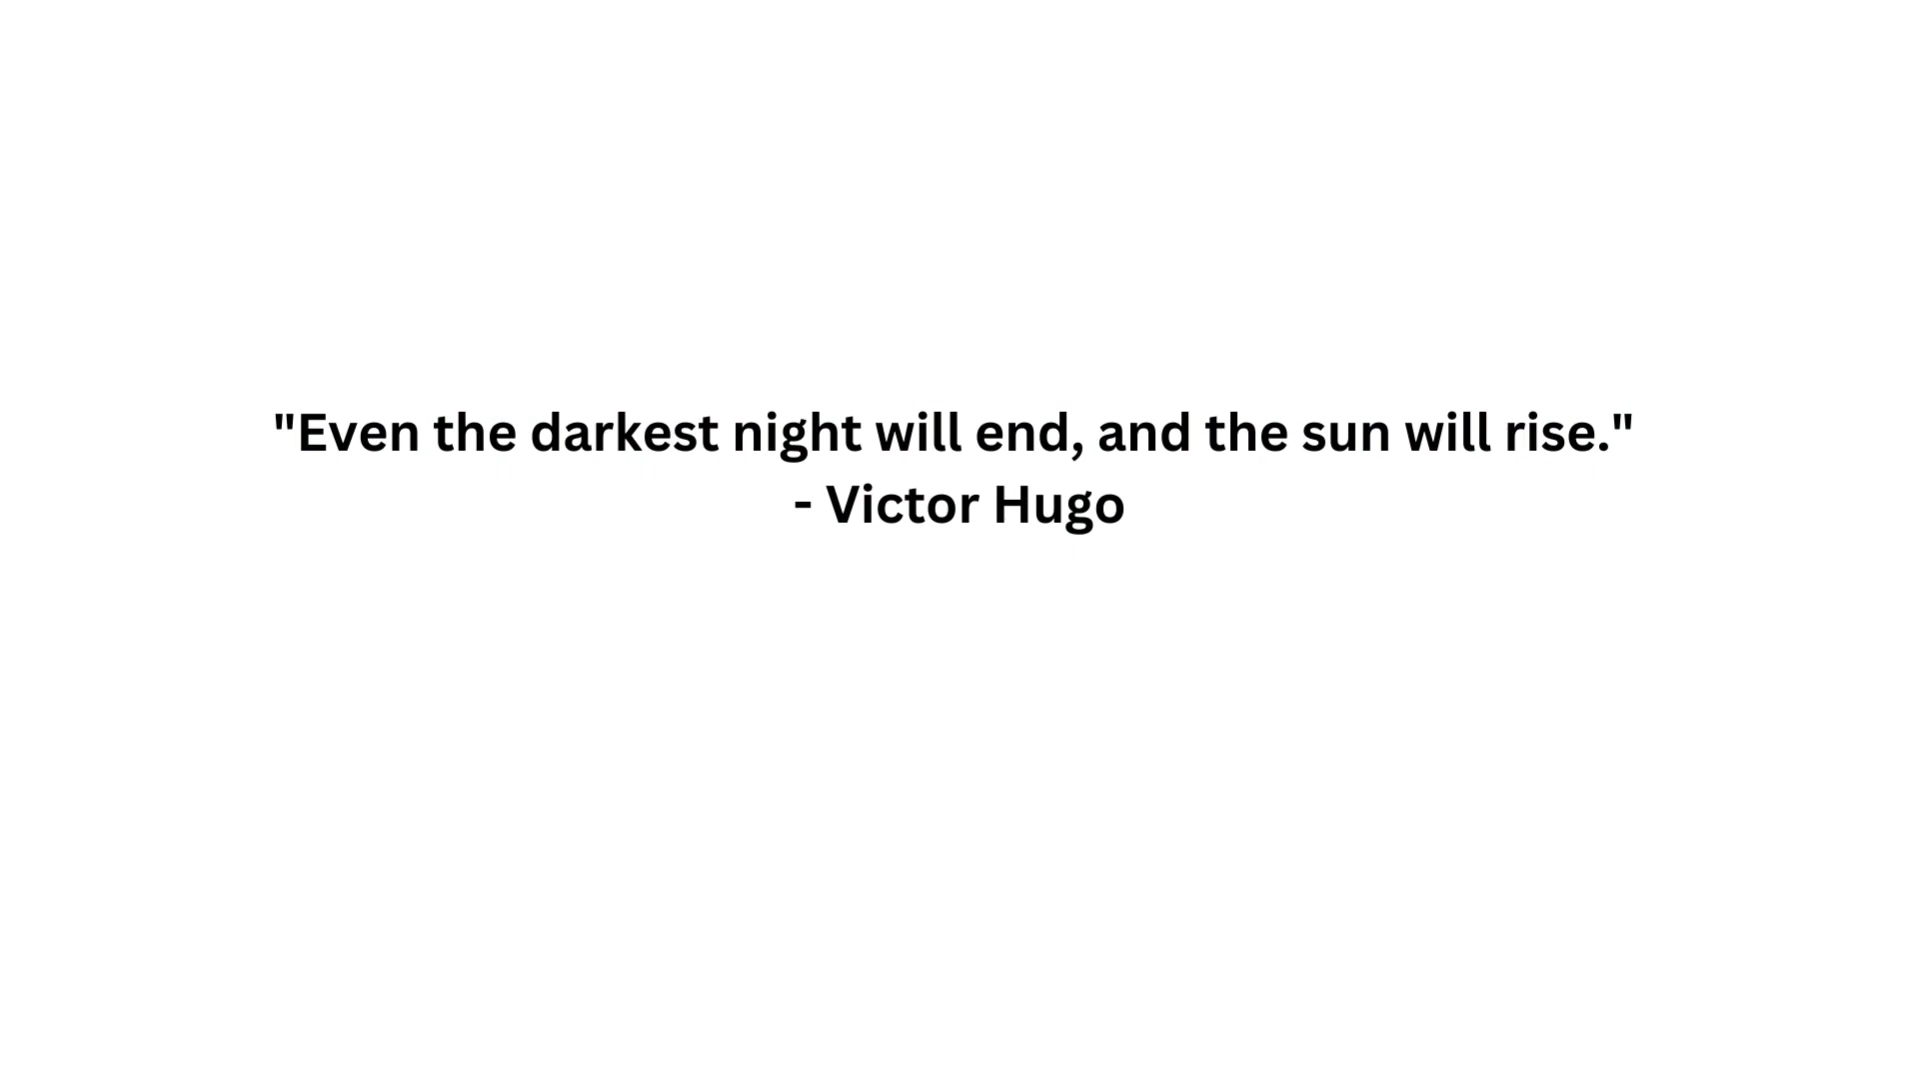 "Even the darkest night will end, and the sun will rise."
- Victor Hugo